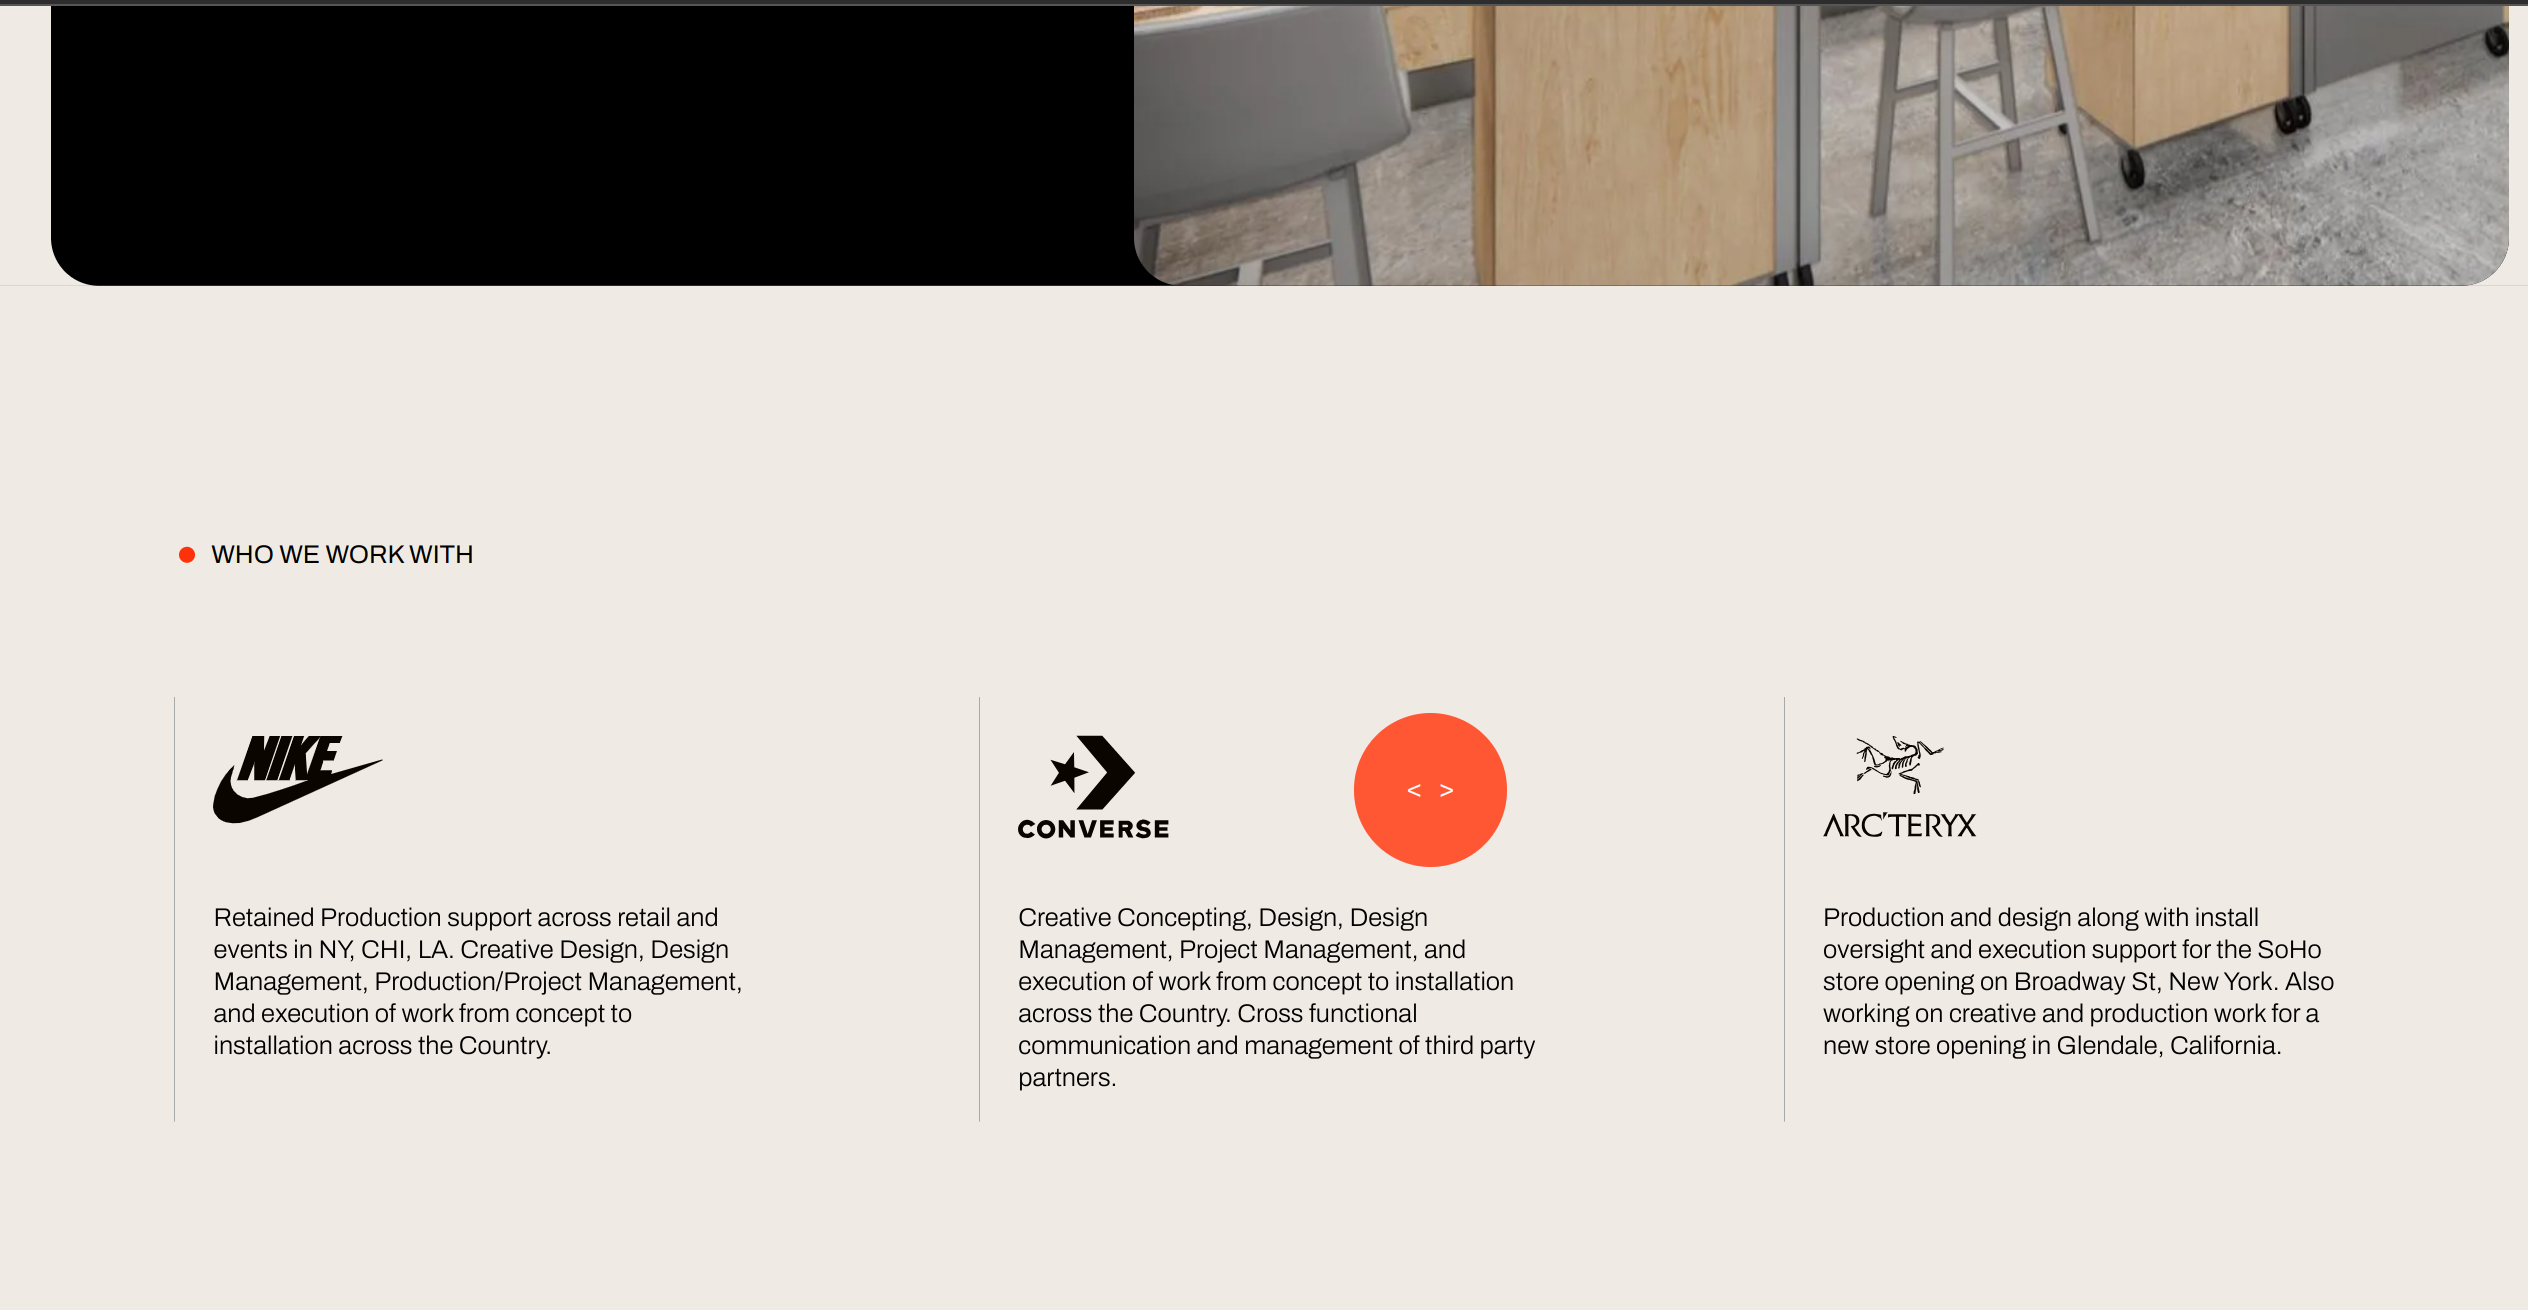 WHO WE WORK WITH
NIKE
Retained Production support across retail and
events in NY, CHI, LA. Creative Design, Design
Management, Production/Project Management,
and execution of work from concept to
installation across the Country.
CONVERSE
< >
Creative Concepting, Design, Design
Management, Project Management, and
execution of work from concept to installation
across the Country. Cross functional
communication and management of third party
partners.
ARC'TERYX
Production and design along with install
oversight and execution support for the SoHo
store opening on Broadway St, New York. Also
working on creative and production work for a
new store opening in Glendale, California.